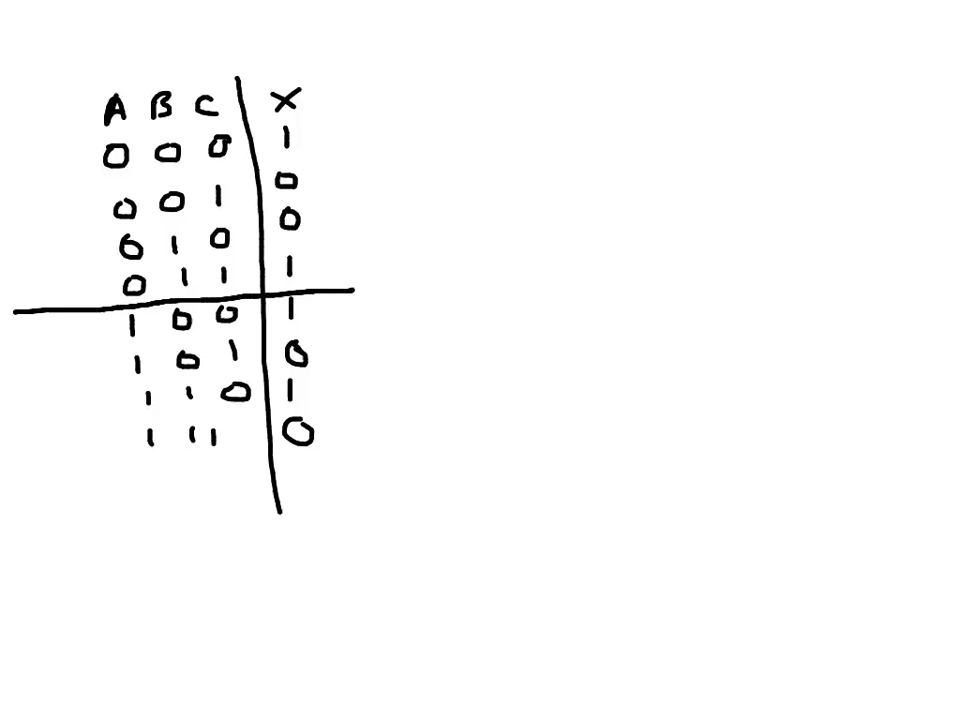 A B C X
0 0 0 1
0 0 1 0
0 1 0 0
0 1 1 1
1 0 0 1
1 0 1 0
1 1 0 1
1 1 1 0